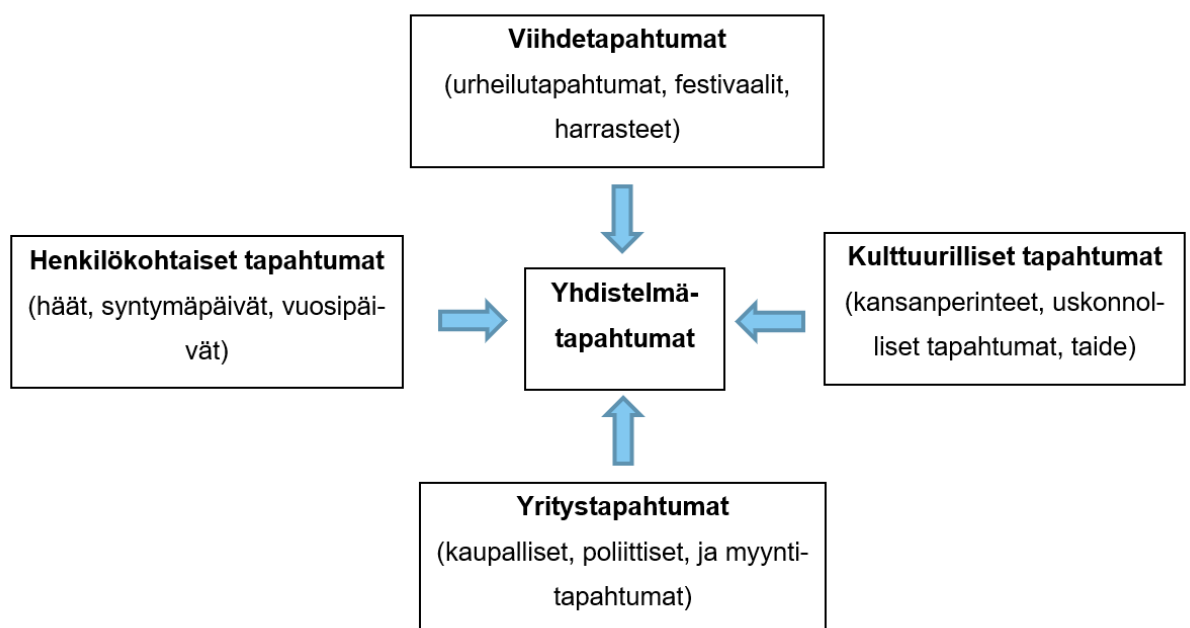 Viihdetapahtumat
(urheilutapahtumat, festivaalit,
harrasteet)
Henkilökohtaiset tapahtumat
(häät, syntymäpäivät, vuosipäi-
vät)
Yhdistelmä-
tapahtumat
Kulttuurilliset tapahtumat
(kansanperinteet, uskonnol-
liset tapahtumat, taide)
Yritystapahtumat
(kaupalliset, poliittiset, ja myynti-
tapahtumat)